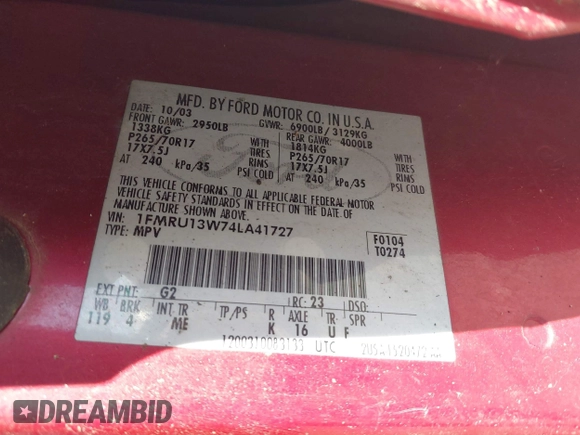 MFD. BY FORD MOTOR CO. IN U.S.A.
DATE: 10/03 GVWR: 6900LB/ 3129KG
FRONT GAWR: 2950LB REAR GAWR: 4000LB
1338KG WITH 1814KG WITH
P265/70R17 TIRES P265/70R17 TIRES
17X7.5J RIMS 17X7.5J RIMS
AT 240 kPa/35 PSI COLD AT 240 kPa/35 PSI COLD
THIS VEHICLE CONFORMS TO ALL APPLICABLE FEDERAL MOTOR
VEHICLE SAFETY STANDARDS IN EFFECT ON THE DATE OF
MANUFACTURE SHOWN ABOVE.
VIN: 1FMRU13W74LA41727
TYPE: MPV
F0104
T0274
EXT PNT: G2 RC: 23 DSO:
WB BRK INT TR TP/PS R AXLE TR SPR
119 4 ME K 16 U F
UTC
DREAMBID